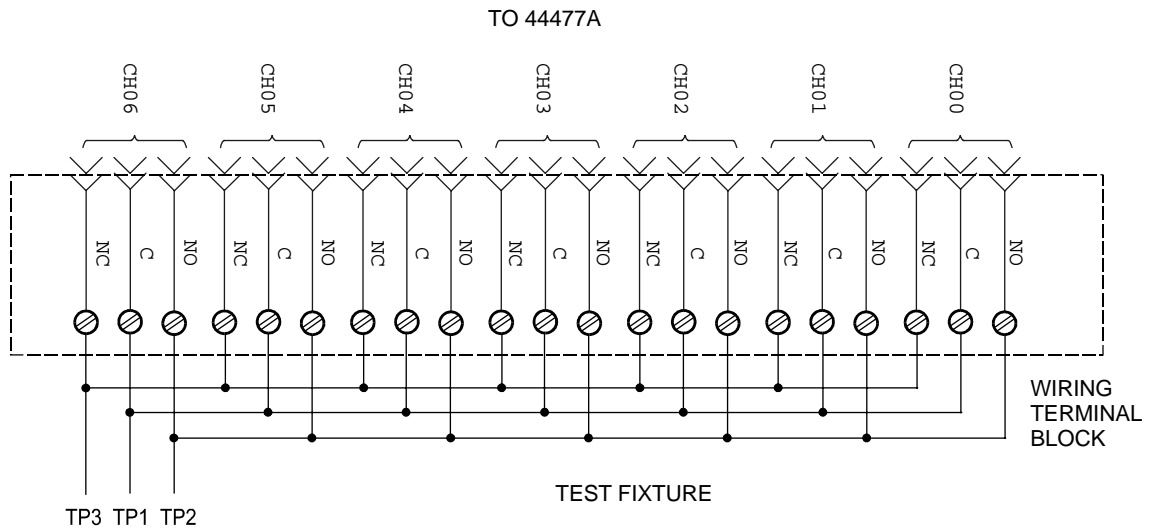 TO 44477A
CH06 CH05 CH04 CH03 CH02 CH01 CH00
NC C NO NC C NO NC C NO NC C NO NC C NO NC C NO NC C NO
WIRING
TERMINAL
BLOCK
TEST FIXTURE
TP3 TP1 TP2